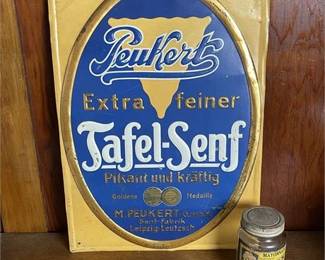 Peukert
Extra feiner
Tafel-Senf
Pikant und kräftig
Goldene Medaille
M. PEUKERT
Senf-Fabrik
Leipzig-Leutzsch